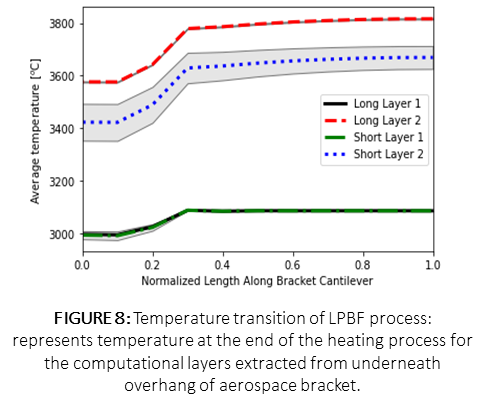 3800
3600
3400
3200
3000
Average temperature [°C]
Long Layer 1
Long Layer 2
Short Layer 1
Short Layer 2
0.0 0.2 0.4 0.6 0.8 1.0
Normalized Length Along Bracket Cantilever
FIGURE 8: Temperature transition of LPBF process:
represents temperature at the end of the heating process for
the computational layers extracted from underneath
overhang of aerospace bracket.